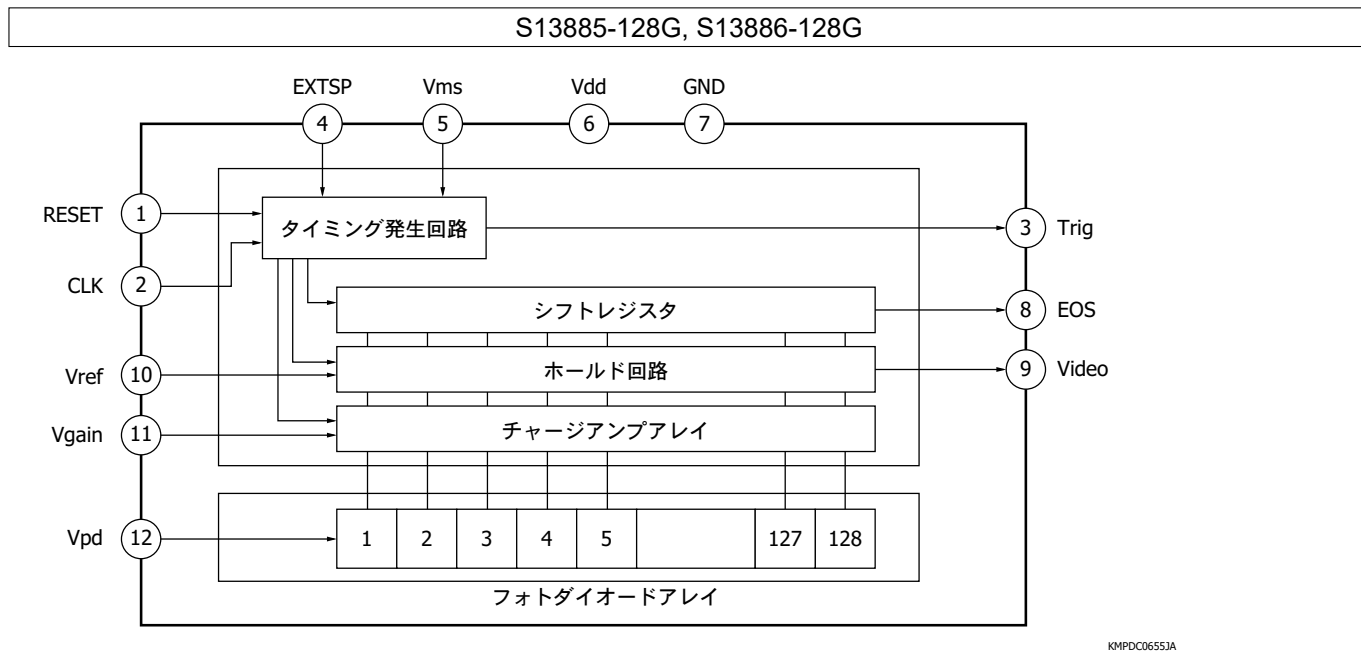 S13885-128G, S13886-128G
EXTSP Vms Vdd GND
4 5 6 7
RESET 1 タイミング発生回路 3 Trig
CLK 2
シフトレジスタ 8 EOS
Vref 10 ホールド回路 9 Video
Vgain 11 チャージアンプアレイ
Vpd 12 1 2 3 4 5 127 128
フォトダイオードアレイ
KMPDC0655JA